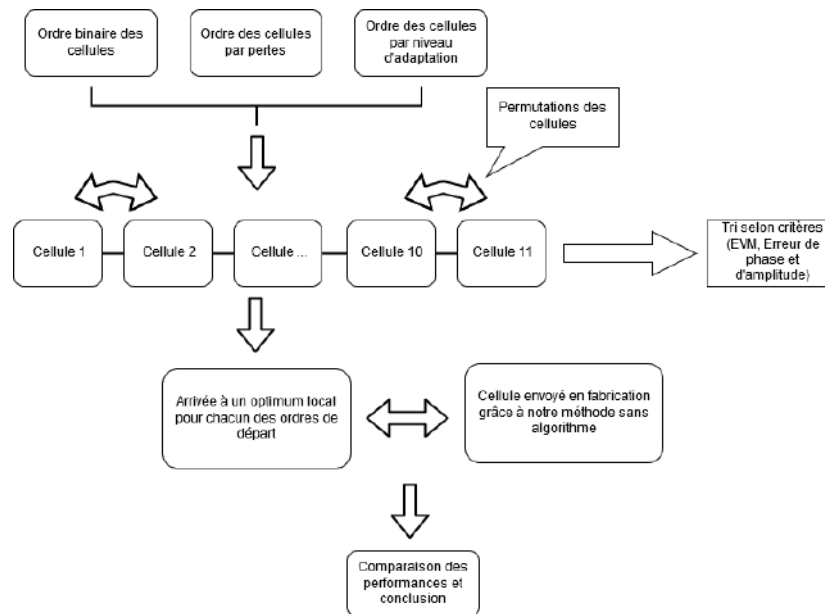 Ordre binaire des
cellules
Ordre des cellules
par pertes
Ordre des cellules
par niveau
d'adaptation
Permutations des
cellules
Cellule 1
Cellule 2
Cellule ...
Cellule 10
Cellule 11
Tri selon critères
(EVM, Erreur de
phase et
d'amplitude)
Arrivée à un optimum local
pour chacun des ordres de
départ
Cellule envoyé en fabrication
grâce à notre méthode sans
algorithme
Comparaison des
performances et
conclusion